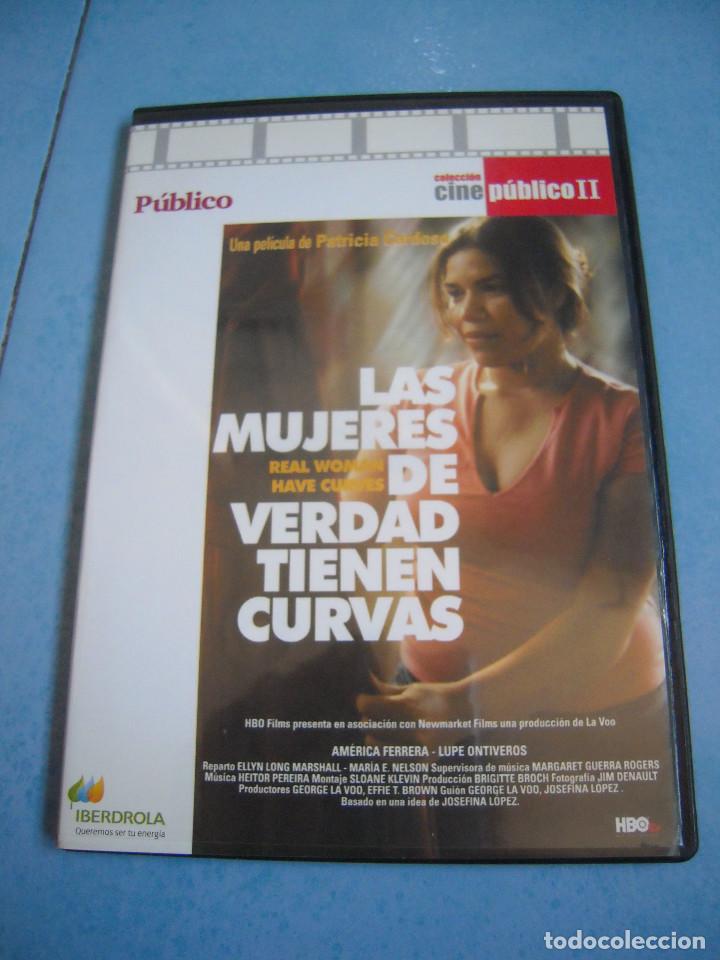 Público
colección
cine público II
Una película de Patricia Cardoso
LAS
MUJERES
REAL WOMAN
HAVE CURVES
DE
VERDAD
TIENEN
CURVAS
HBO Films presenta en asociación con Newmarket Films una producción de La Voo
AMÉRICA FERRERA - LUPE ONTIVEROS
Reparto ELLYN LONG MARSHALL - MARÍA E. NELSON Supervisora de música MARGARET GUERRA ROGERS
Música HEITOR PEREIRA Montaje SLOANE KLEVIN Producción BRIGITTE BROCH Fotografía JIM DENAULT
Productores GEORGE LA VOO, EFFIE T. BROWN Guión GEORGE LA VOO, JOSEFINA LOPEZ .
Basado en una idea de JOSEFINA LOPEZ.
IBERDROLA
Queremos ser tu energía
HBO
todocoleccion